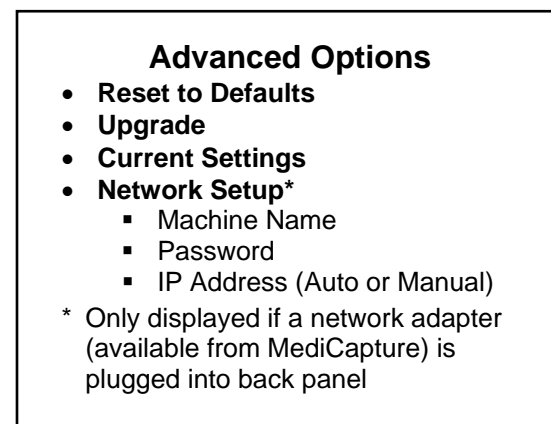 Advanced Options
• Reset to Defaults
• Upgrade
• Current Settings
• Network Setup*
▪ Machine Name
▪ Password
▪ IP Address (Auto or Manual)
* Only displayed if a network adapter
(available from MediCapture) is
plugged into back panel